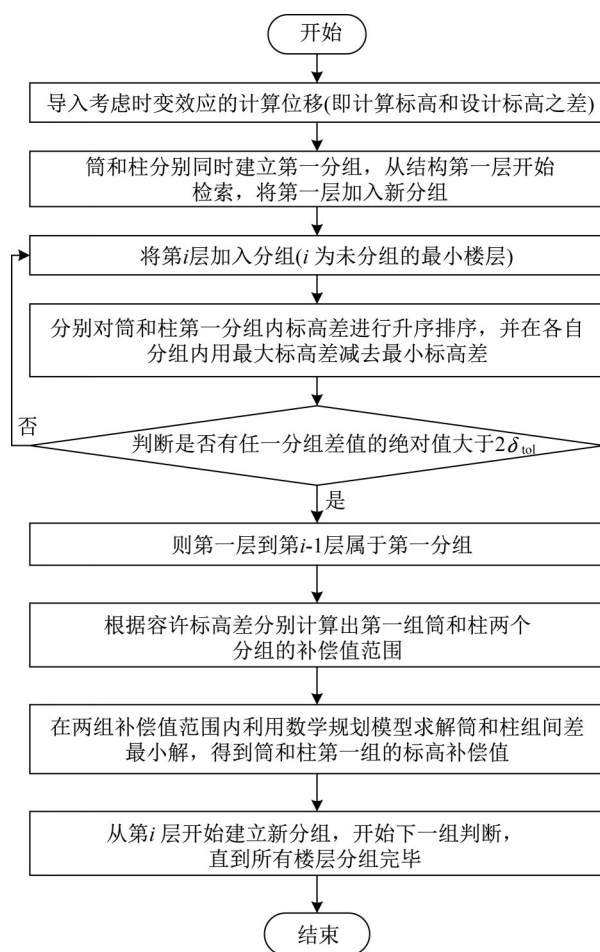 开始
导入考虑时变效应的计算位移(即计算标高和设计标高之差)
筒和柱分别同时建立第一分组，从结构第一层开始
检索，将第一层加入新分组
将第i层加入分组(i 为未分组的最小楼层)
分别对筒和柱第一分组内标高差进行升序排序，并在各自
分组内用最大标高差减去最小标高差
否
判断是否有任一分组差值的绝对值大于2δtol
是
则第一层到第i-1层属于第一分组
根据容许标高差分别计算出第一组筒和柱两个
分组的补偿值范围
在两组补偿值范围内利用数学规划模型求解筒和柱组间差
最小解，得到筒和柱第一组的标高补偿值
从第i 层开始建立新分组，开始下一组判断，
直到所有楼层分组完毕
结束